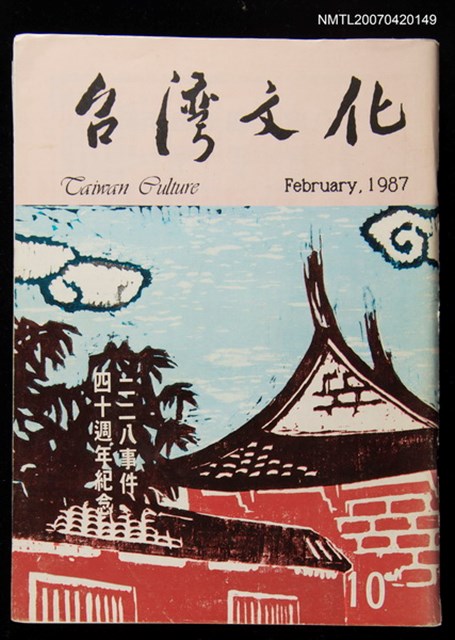 NMTL20070420149
台湾文化
Taiwan Culture
February, 1987
二二八事件
四十週年紀念
10